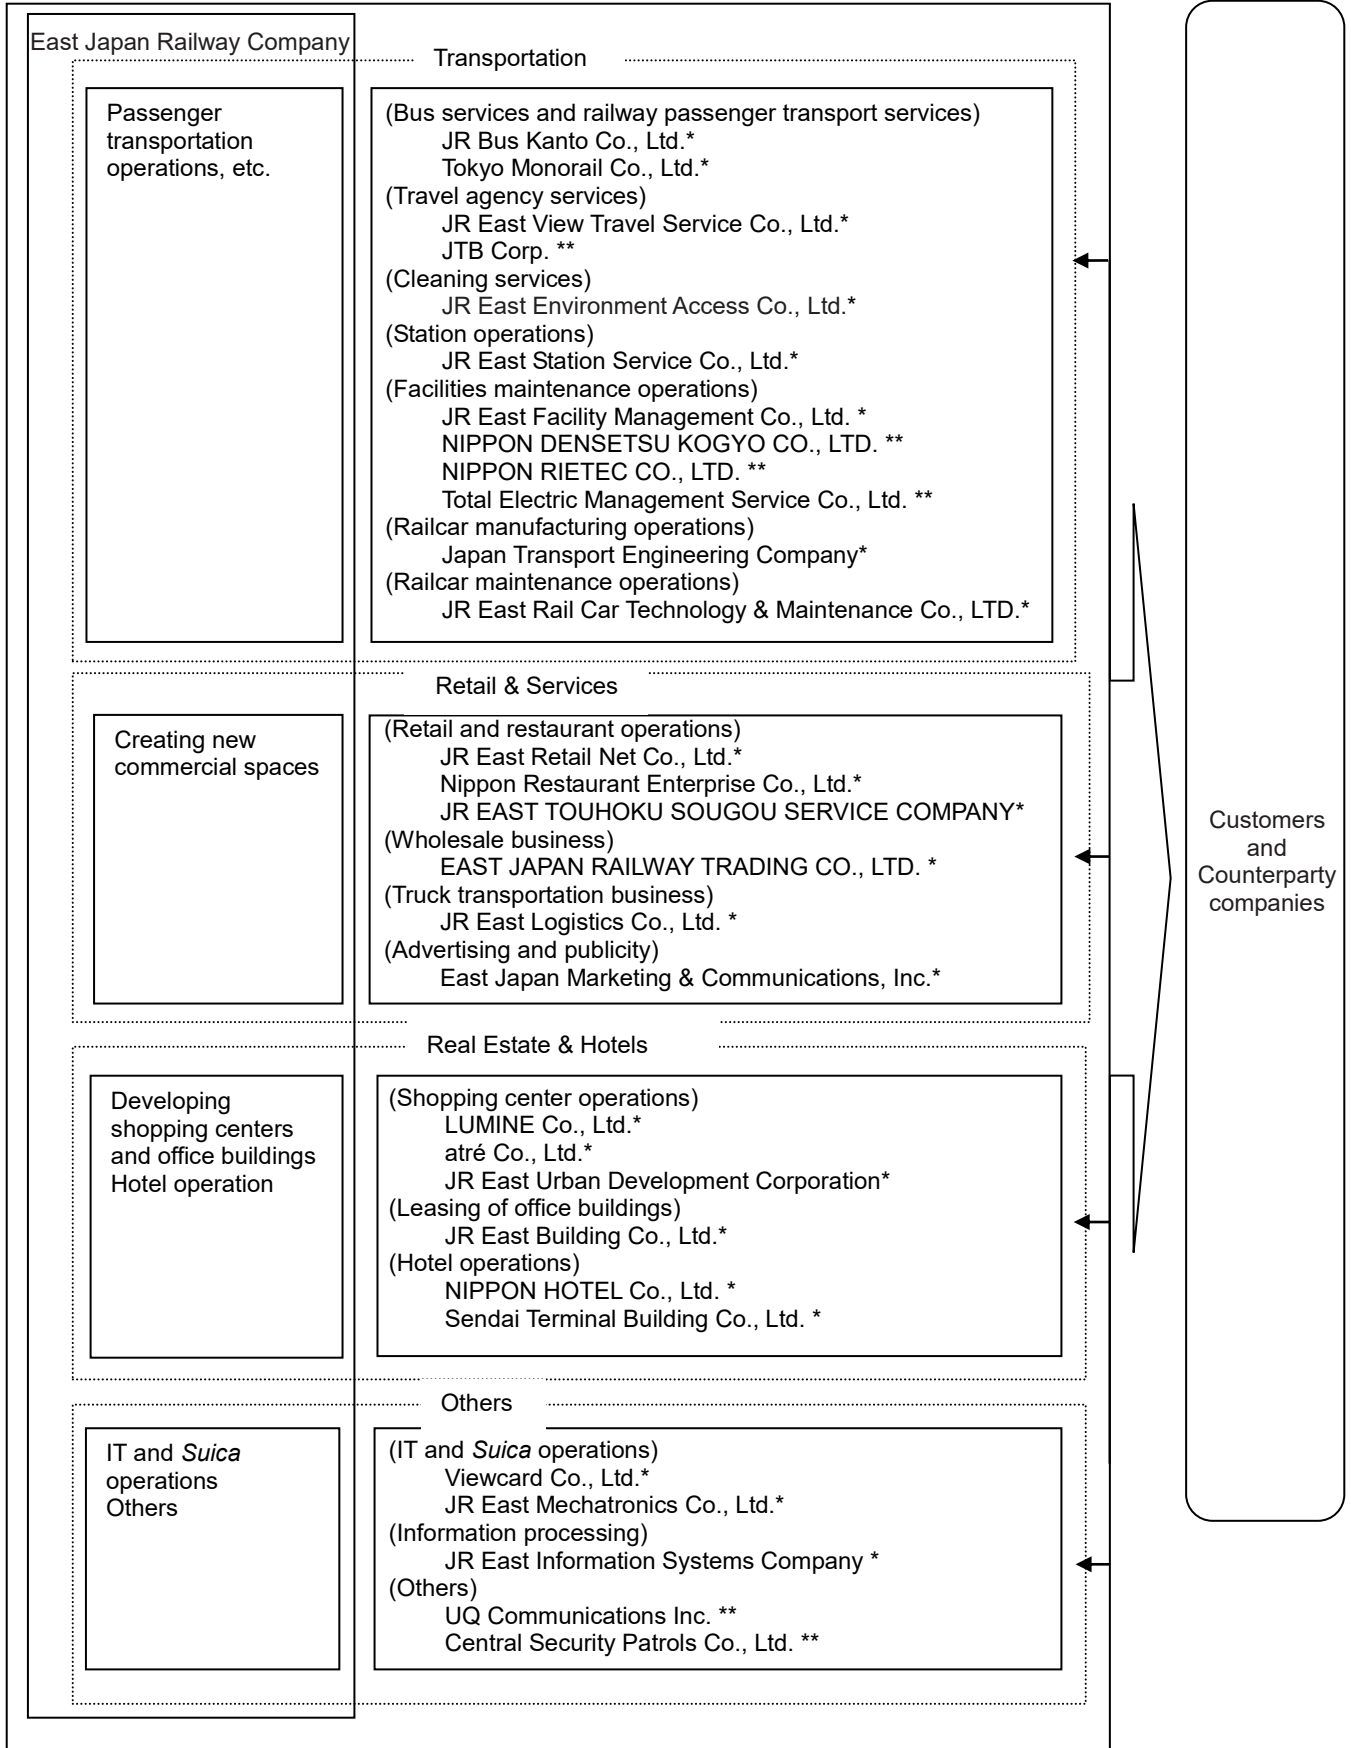 East Japan Railway Company
Transportation
Passenger
transportation
operations, etc.
(Bus services and railway passenger transport services)
JR Bus Kanto Co., Ltd.*
Tokyo Monorail Co., Ltd.*
(Travel agency services)
JR East View Travel Service Co., Ltd.*
JTB Corp. **
(Cleaning services)
JR East Environment Access Co., Ltd.*
(Station operations)
JR East Station Service Co., Ltd.*
(Facilities maintenance operations)
JR East Facility Management Co., Ltd. *
NIPPON DENSETSU KOGYO CO., LTD. **
NIPPON RIETEC CO., LTD. **
Total Electric Management Service Co., Ltd. **
(Railcar manufacturing operations)
Japan Transport Engineering Company*
(Railcar maintenance operations)
JR East Rail Car Technology & Maintenance Co., LTD.*
Retail & Services
Creating new
commercial spaces
(Retail and restaurant operations)
JR East Retail Net Co., Ltd.*
Nippon Restaurant Enterprise Co., Ltd.*
JR EAST TOUHOKU SOUGOU SERVICE COMPANY*
(Wholesale business)
EAST JAPAN RAILWAY TRADING CO., LTD. *
(Truck transportation business)
JR East Logistics Co., Ltd. *
(Advertising and publicity)
East Japan Marketing & Communications, Inc.*
Real Estate & Hotels
Developing
shopping centers
and office buildings
Hotel operation
(Shopping center operations)
LUMINE Co., Ltd.*
atré Co., Ltd.*
JR East Urban Development Corporation*
(Leasing of office buildings)
JR East Building Co., Ltd.*
(Hotel operations)
NIPPON HOTEL Co., Ltd. *
Sendai Terminal Building Co., Ltd. *
Others
IT and Suica
operations
Others
(IT and Suica operations)
Viewcard Co., Ltd.*
JR East Mechatronics Co., Ltd.*
(Information processing)
JR East Information Systems Company *
(Others)
UQ Communications Inc. **
Central Security Patrols Co., Ltd. **
Customers
and
Counterparty
companies